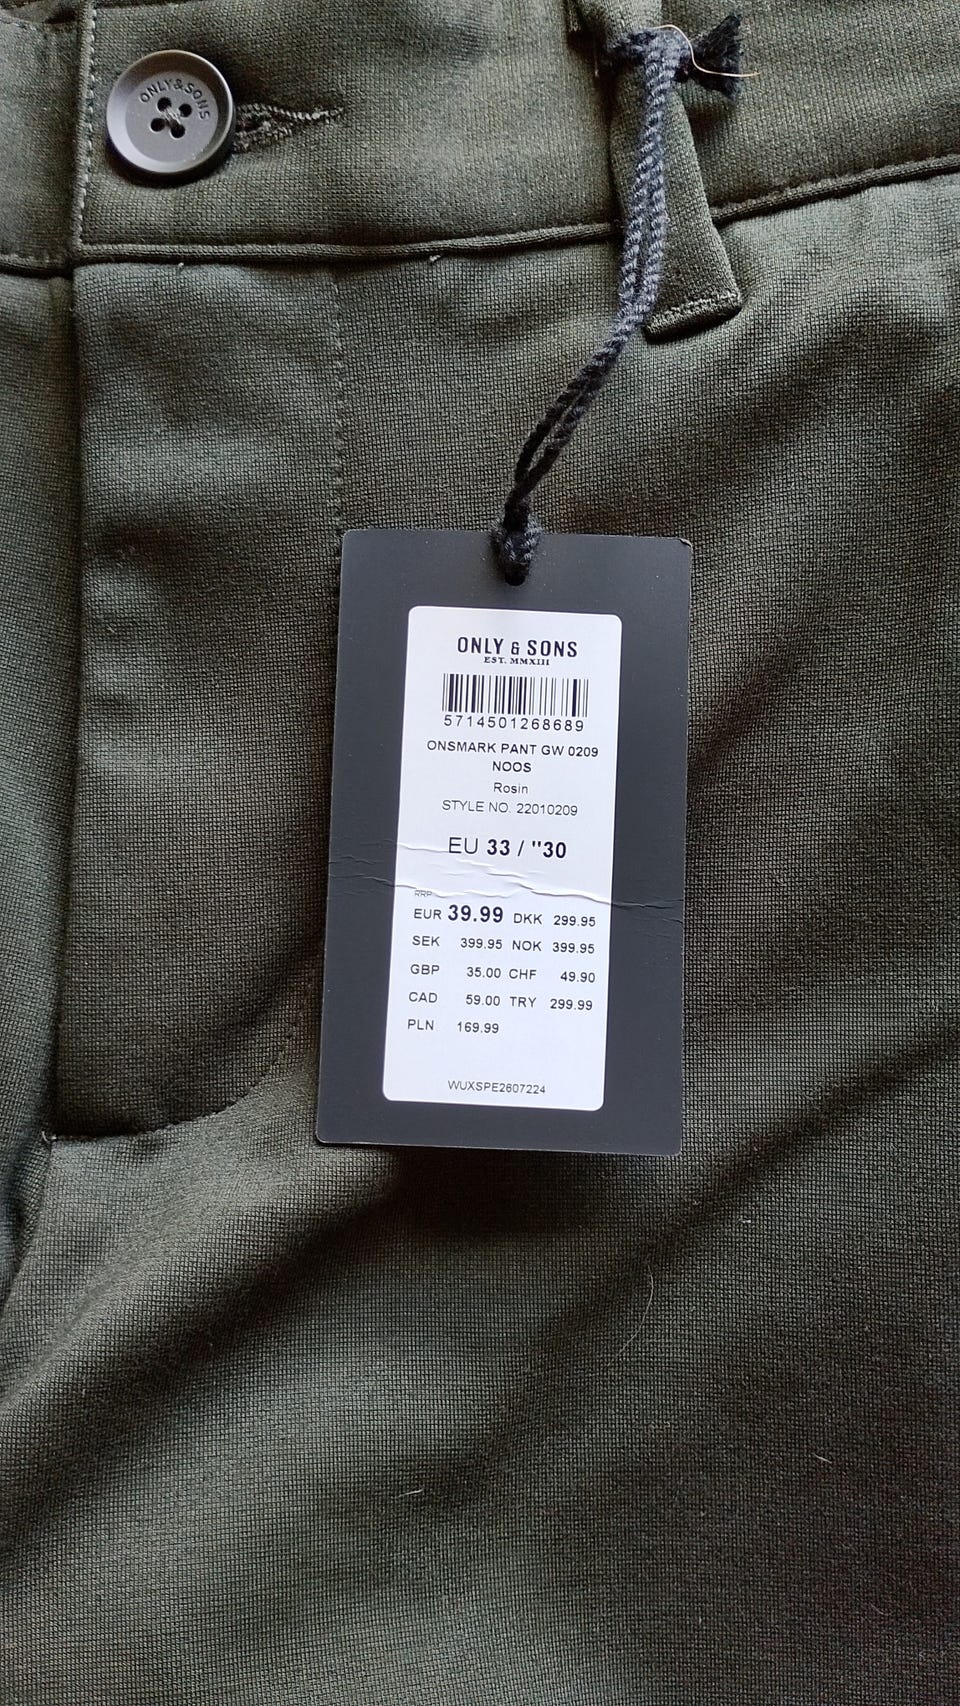 ONLY & SONS
ONLY & SONS
EST. MMXIII
5714501268689
ONSMARK PANT GW 0209
NOOS
Rosin
STYLE NO. 22010209
EU 33 / "30
RRP
EUR 39.99 DKK 299.95
SEK 399.95 NOK 399.95
GBP 35.00 CHF 49.90
CAD 59.00 TRY 299.99
PLN 169.99
WUXSPE2607224